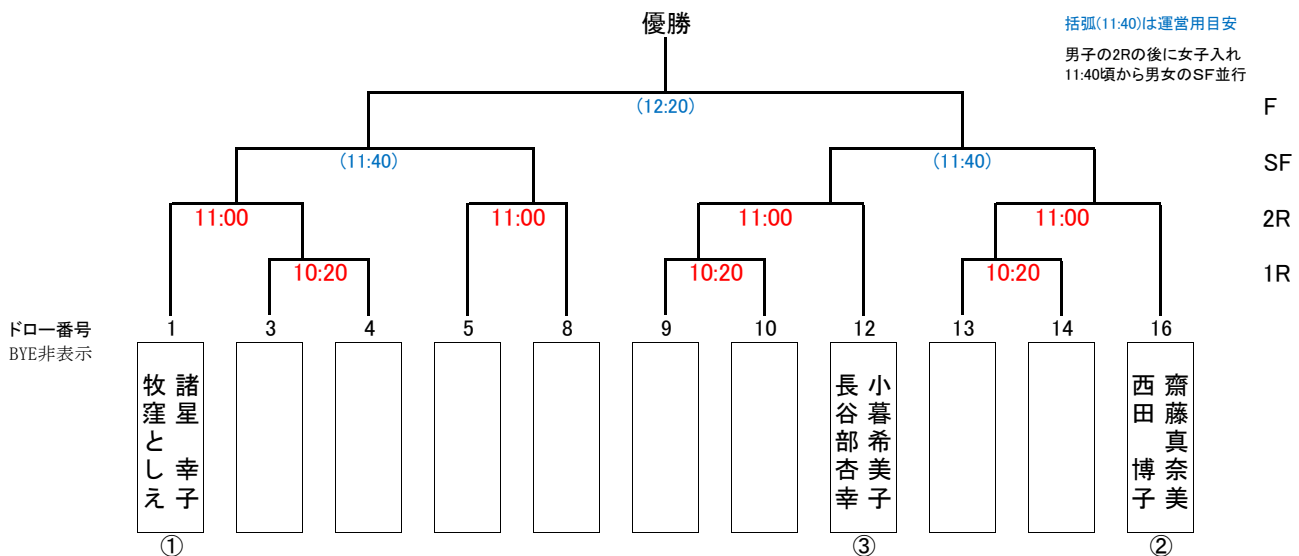 優勝
括弧(11:40)は運営用目安
男子の2Rの後に女子入れ
11:40頃から男女のSF並行
(12:20)
F
(11:40)
(11:40)
SF
11:00
11:00
11:00
11:00
2R
10:20
10:20
10:20
1R
ドロー番号
1
3
4
5
8
9
10
12
13
14
16
BYE非表示
諸星 幸子
牧窪としえ
小暮希美子
長谷部杏幸
齋藤真奈美
西田 博子
①
③
②